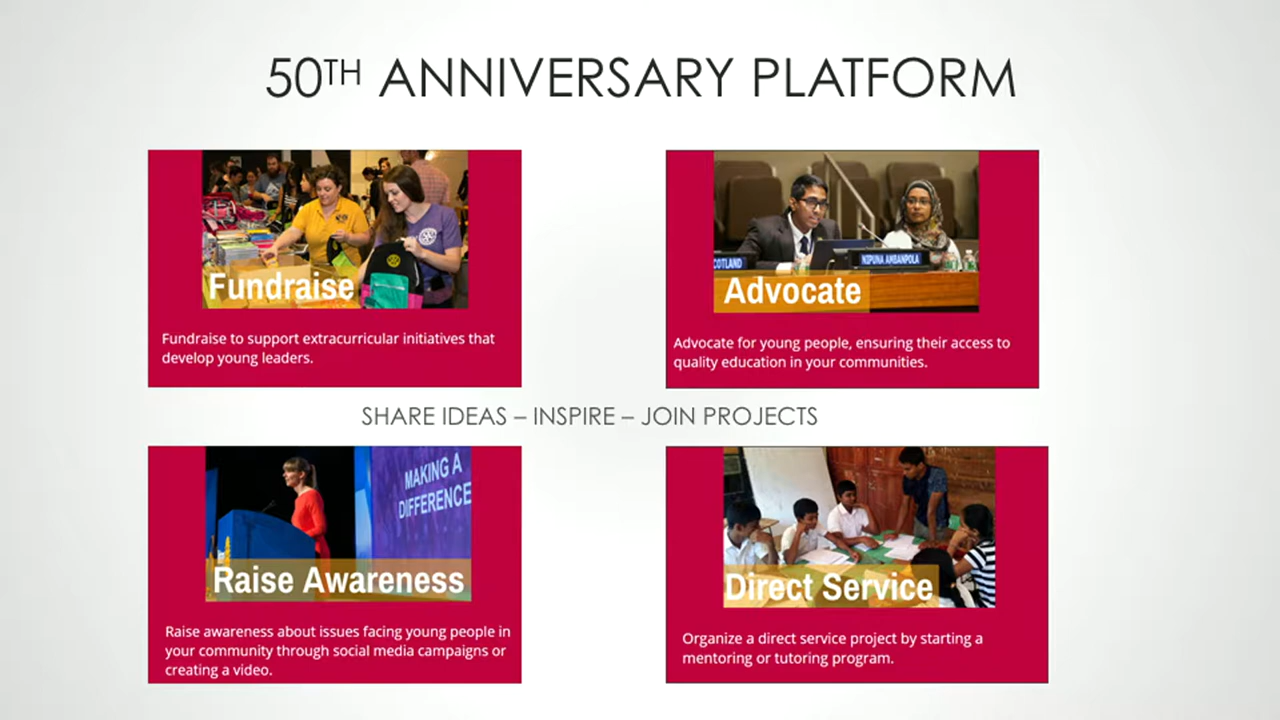 50TH ANNIVERSARY PLATFORM
Fundraise
Fundraise to support extracurricular initiatives that
develop young leaders.
COTLAND
NIPUNA AMBANPOLA
Advocate
Advocate for young people, ensuring their access to
quality education in your communities.
SHARE IDEAS – INSPIRE – JOIN PROJECTS
MAKING A
DIFFERENCE
Raise Awareness
Raise awareness about issues facing young people in
your community through social media campaigns or
creating a video.
Direct Service
Organize a direct service project by starting a
mentoring or tutoring program.